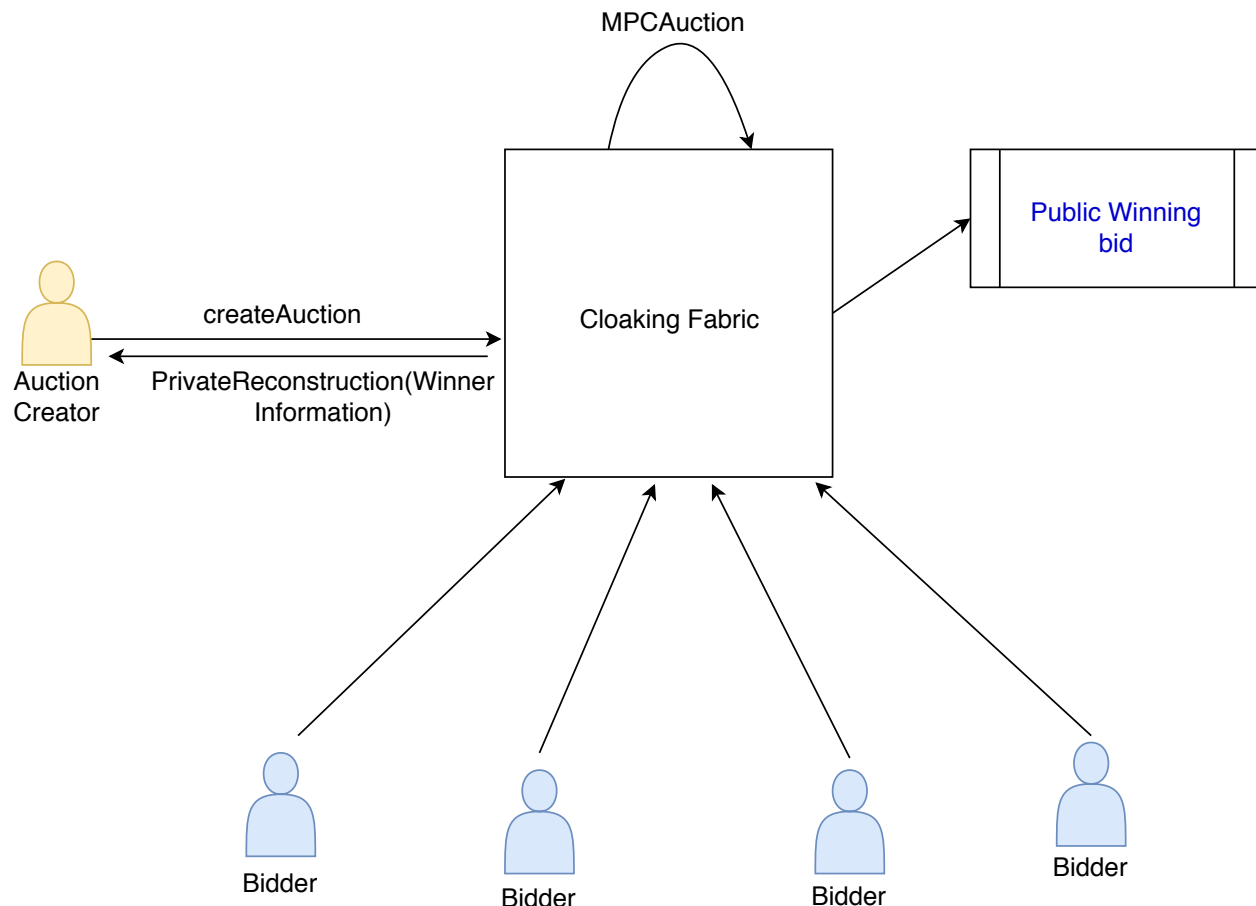 MPCAuction
Public Winning
bid
createAuction
Cloaking Fabric
PrivateReconstruction(Winner
Information)
Auction
Creator
Bidder
Bidder
Bidder
Bidder